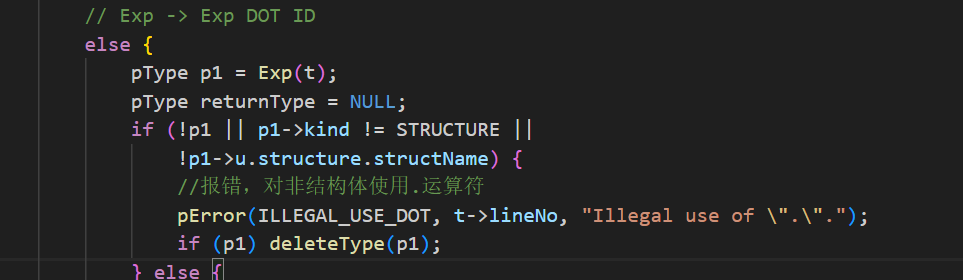 // Exp -> Exp DOT ID
else {
pType p1 = Exp(t);
pType returnType = NULL;
if (!p1 || p1->kind != STRUCTURE ||
!p1->u.structure.structName) {
//报错，对非结构体使用.运算符
pError(ILLEGAL_USE_DOT, t->lineNo, "Illegal use of \".\".");
if (p1) deleteType(p1);
} else {